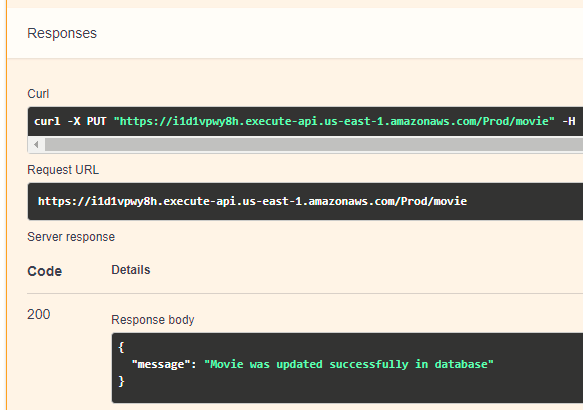 Responses
Curl
curl -X PUT "https://i1d1vpwy8h.execute-api.us-east-1.amazonaws.com/Prod/movie" -H
Request URL
https://i1d1vpwy8h.execute-api.us-east-1.amazonaws.com/Prod/movie
Server response
Code Details
200
Response body
{
"message": "Movie was updated successfully in database"
}